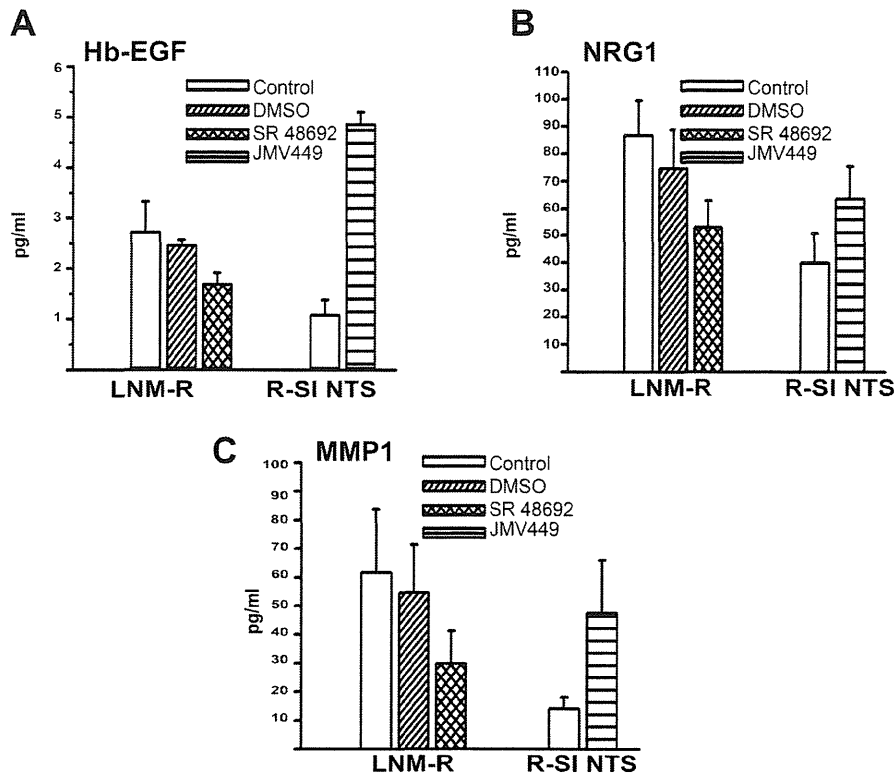 A
Hb-EGF
Control
DMSO
SR 48692
JMV449
6
5
4
3
2
1
pg/ml
LNM-R R-SI NTS
B
NRG1
Control
DMSO
SR 48692
JMV449
110
100
90
80
70
60
50
40
30
20
10
pg/ml
LNM-R R-SI NTS
C
MMP1
Control
DMSO
SR 48692
JMV449
100
90
80
70
60
50
40
30
20
10
pg/ml
LNM-R R-SI NTS